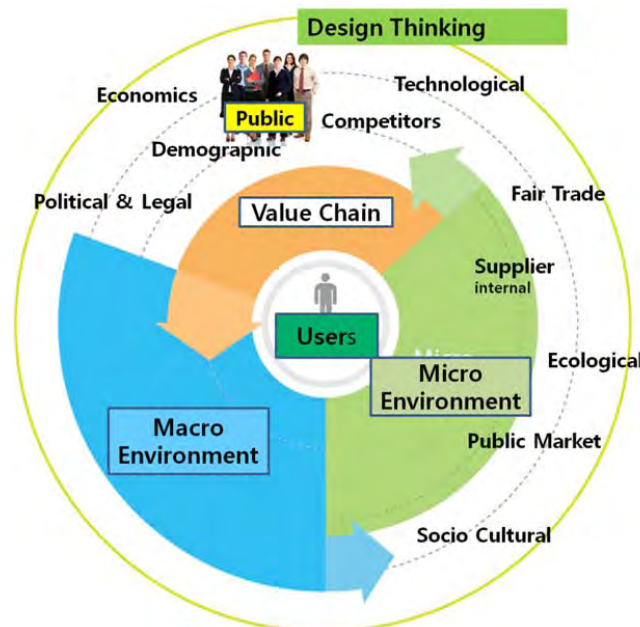 Design Thinking
Technological
Economics
Public
Competitors
Demographic
Political & Legal
Fair Trade
Value Chain
Supplier
internal
Users
Ecological
Micro
Environment
Macro
Environment
Public Market
Socio Cultural